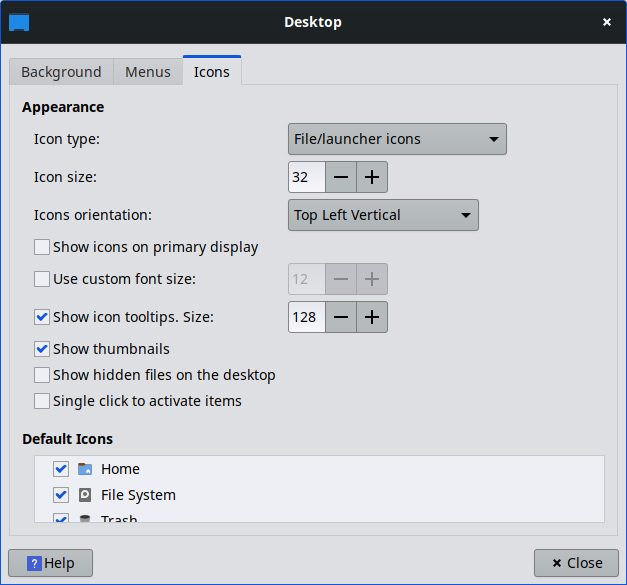 Desktop
Background Menus Icons
Appearance
Icon type: File/launcher icons
Icon size: 32
Icons orientation: Top Left Vertical
Show icons on primary display
Use custom font size: 12
Show icon tooltips. Size: 128
Show thumbnails
Show hidden files on the desktop
Single click to activate items
Default Icons
Home
File System
Trash
? Help × Close